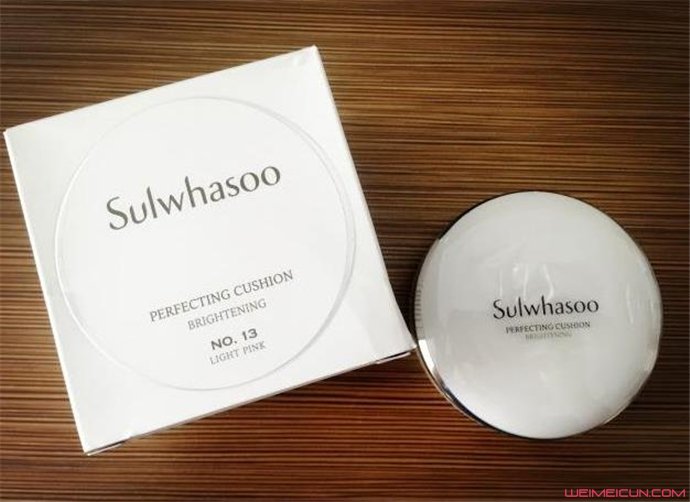 Sulwhasoo
PERFECTING CUSHION
BRIGHTENING
NO. 13
LIGHT PINK
Sulwhasoo
PERFECTING CUSHION
BRIGHTENING
WEIMEICUN.COM